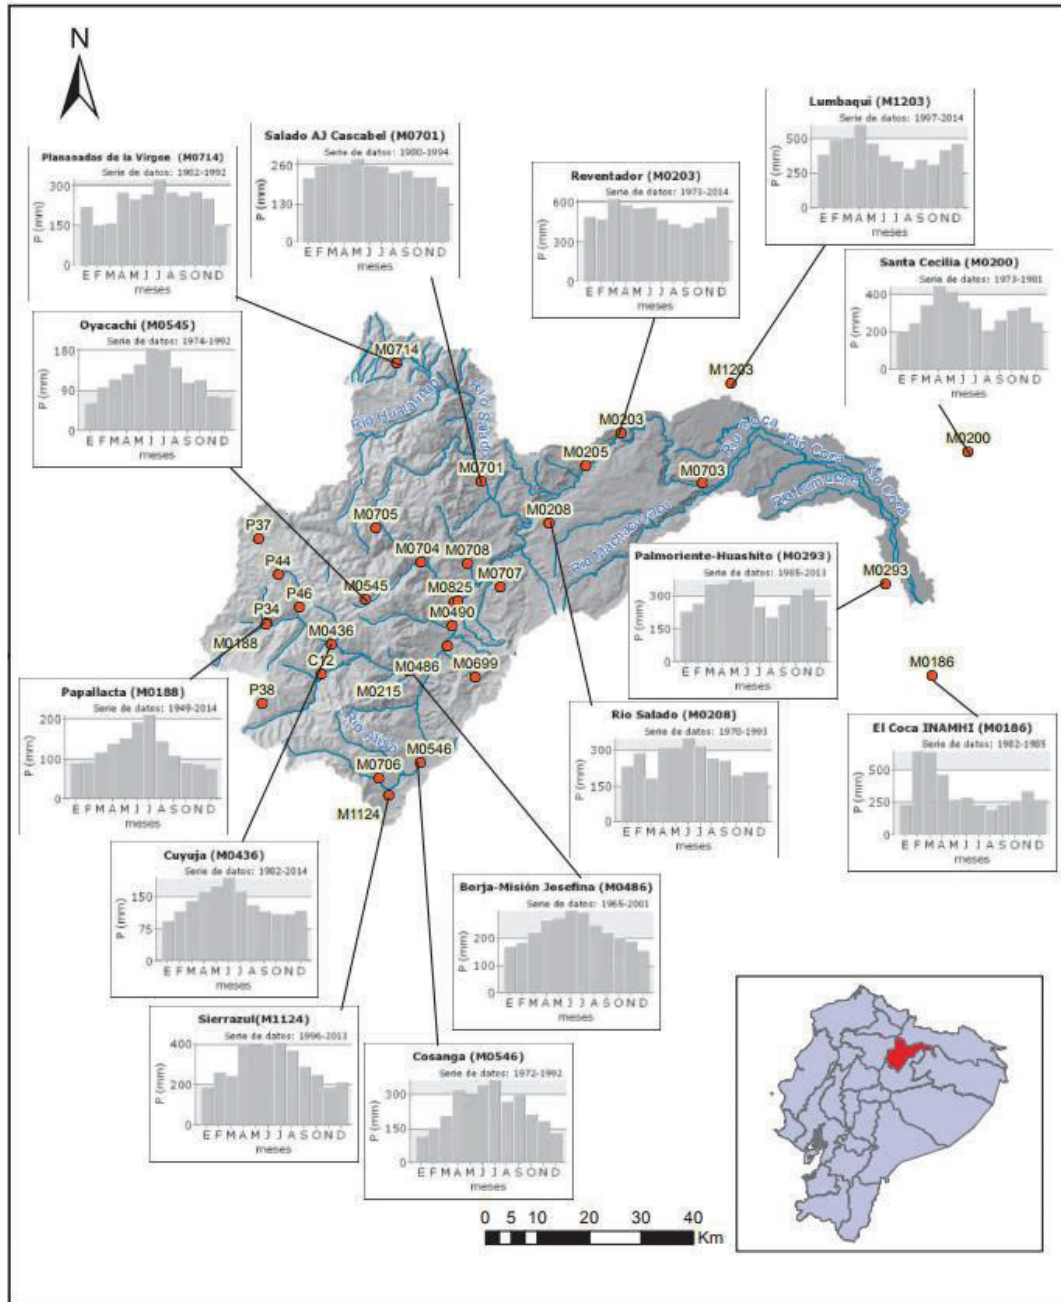 N
Lumbaqui (M1203)
Serie de datos: 1997-2014
P (mm)
500
250
0
E F M A M J J A S O N D
meses
Salado AJ Cascabel (M0701)
Serie de datos: 1980-1994
P (mm)
260
130
0
E F M A M J J A S O N D
meses
Serie de datos: 1982-1992
P (mm)
300
150
0
E F M A M J J A S O N D
meses
Reventador (M0203)
Serie de datos: 1973-2014
P (mm)
600
300
0
E F M A M J J A S O N D
meses
Santa Cecilia (M0200)
Serie de datos: 1973-1981
P (mm)
400
200
0
E F M A M J J A S O N D
meses
Oyacachi (M0545)
Serie de datos: 1974-1992
P (mm)
180
90
0
E F M A M J J A S O N D
meses
M0714
M1203
M0203
M0200
M0205
M0701
M0703
M0208
M0705
P37
M0704
M0708
P44
M0707
M0545
M0825
P46
M0293
P34
M0490
M0188
M0436
C12
M0486
M0699
M0186
P38
M0215
M0546
M0706
M1124
Río Salado
Río Coca
Río Coca
Río Coca
Palmoriente-Huashito (M0293)
Serie de datos: 1985-2013
P (mm)
300
150
0
E F M A M J J A S O N D
meses
Papallacta (M0188)
Serie de datos: 1949-2014
P (mm)
200
100
0
E F M A M J J A S O N D
meses
Rio Salado (M0208)
Serie de datos: 1978-1993
P (mm)
300
150
0
E F M A M J J A S O N D
meses
El Coca INAMHI (M0186)
Serie de datos: 1982-1985
P (mm)
500
250
0
E F M A M J J A S O N D
meses
Cuyuja (M0436)
Serie de datos: 1982-2014
P (mm)
150
75
0
E F M A M J J A S O N D
meses
Borja-Misión Josefina (M0486)
Serie de datos: 1965-2001
P (mm)
200
100
0
E F M A M J J A S O N D
meses
Sierrazul(M1124)
Serie de datos: 1996-2013
P (mm)
400
200
0
E F M A M J J A S O N D
meses
Cosanga (M0546)
Serie de datos: 1972-1992
P (mm)
300
150
0
E F M A M J J A S O N D
meses
0 5 10 20 30 40
Km